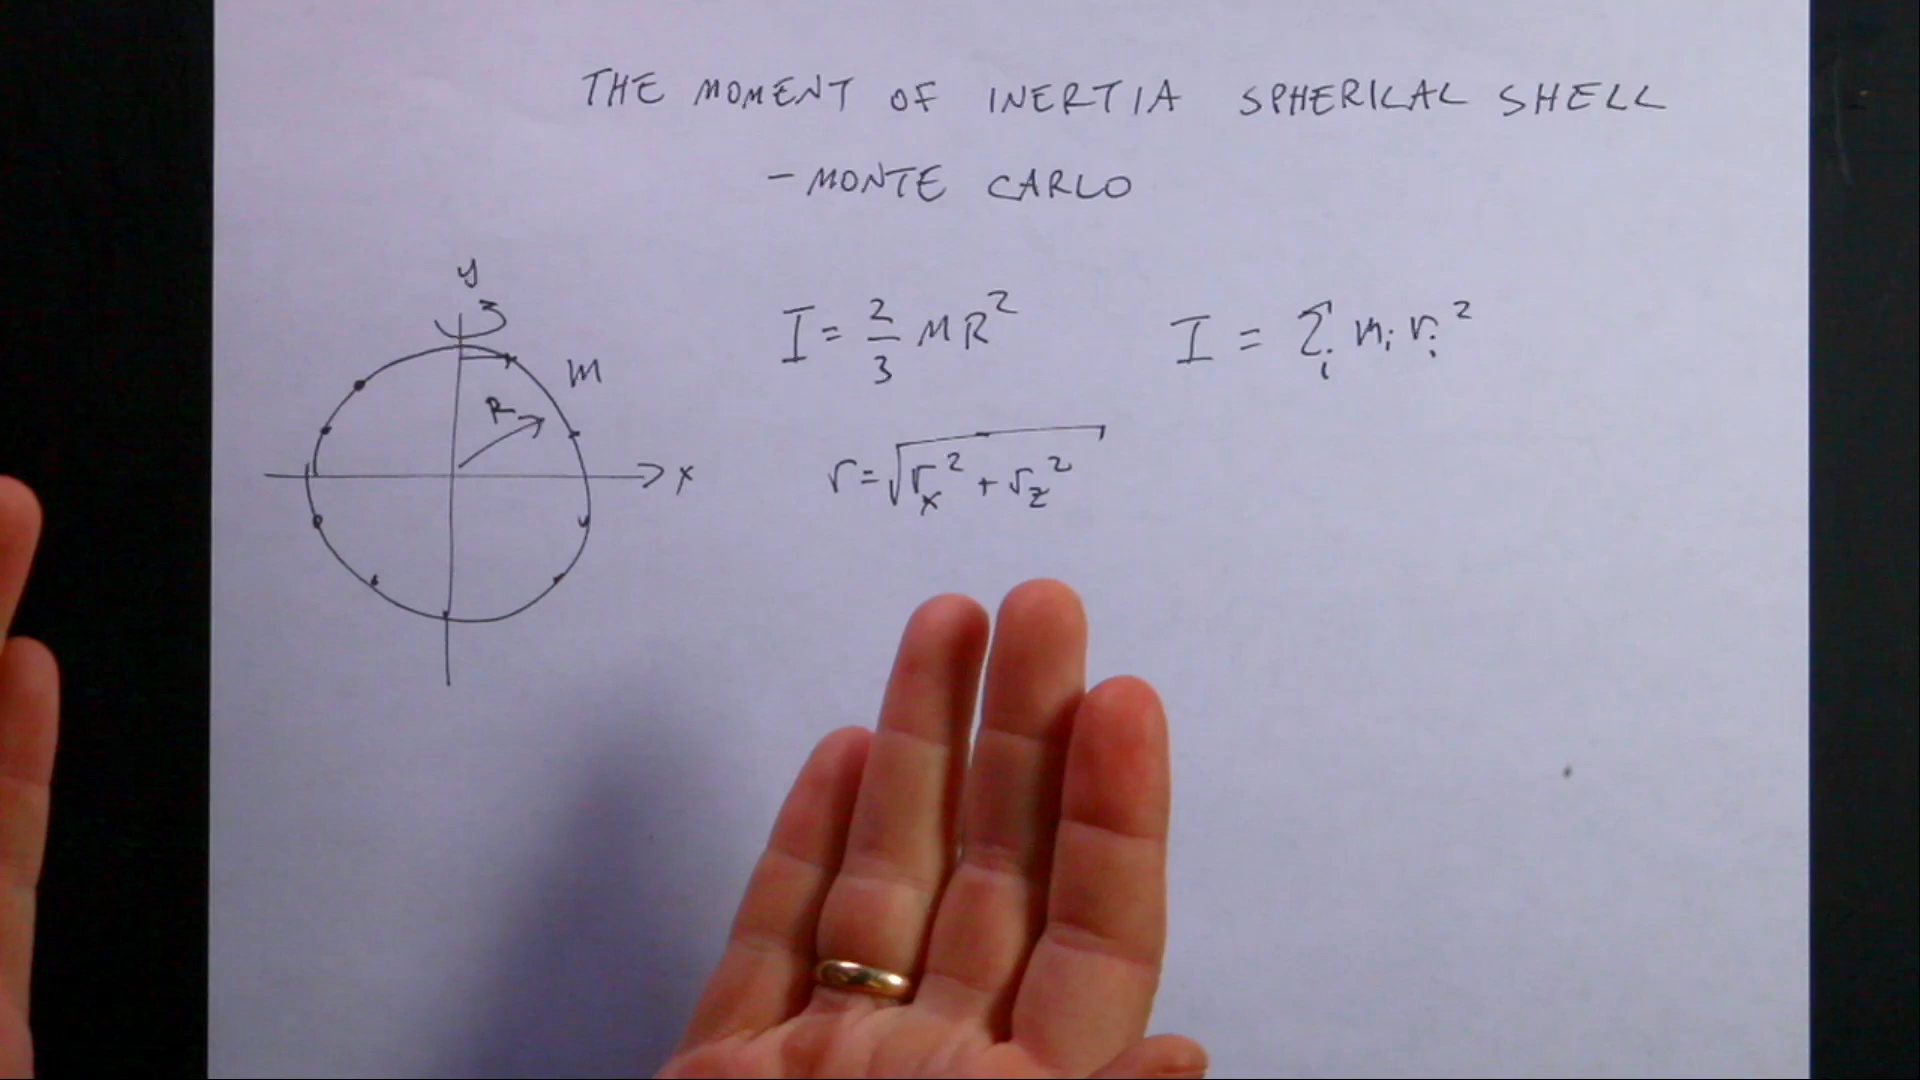 THE MOMENT OF INERTIA SPHERICAL SHELL
- MONTE CARLO
y
m
R
x
I = 2/3 MR² I = Σᵢ mᵢ rᵢ²
r = √(rₓ² + r_z²)